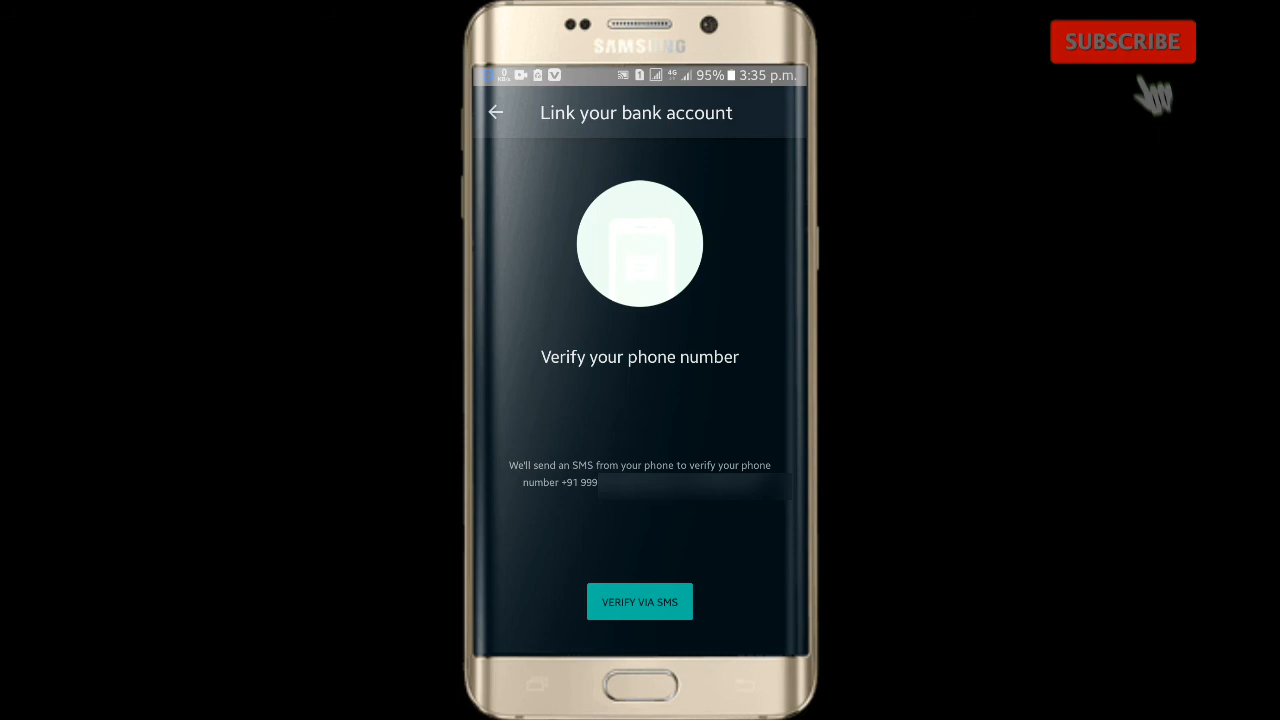 SUBSCRIBE
SAMSUNG
95% 3:35 p.m.
Link your bank account
Verify your phone number
We'll send an SMS from your phone to verify your phone
number +91 999
VERIFY VIA SMS